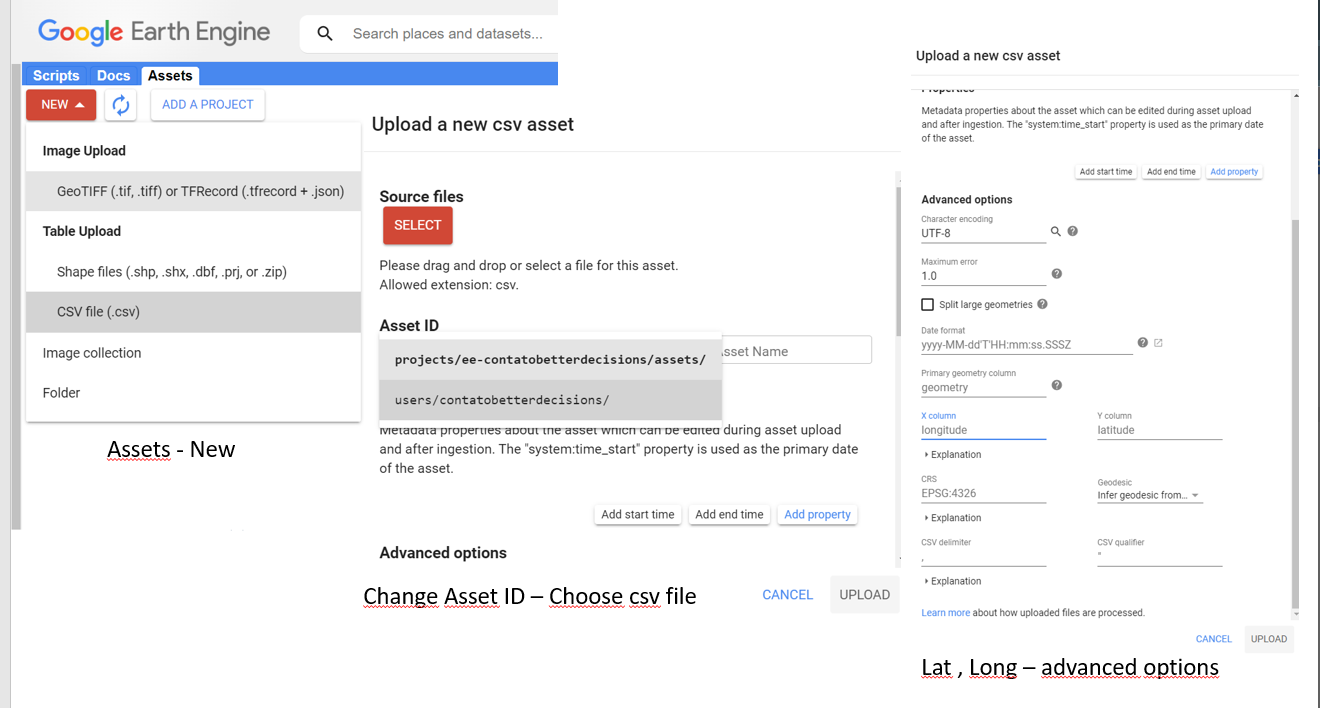 Google Earth Engine
Search places and datasets...
Scripts Docs Assets
NEW ADD A PROJECT
Image Upload
GeoTIFF (.tif, .tiff) or TFRecord (.tfrecord + .json)
Table Upload
Shape files (.shp, .shx, .dbf, .prj, or .zip)
CSV file (.csv)
Image collection
Folder
Assets - New
Upload a new csv asset
Source files
SELECT
Please drag and drop or select a file for this asset.
Allowed extension: csv.
Asset ID
projects/ee-contatobetterdecisions/assets/
Asset Name
users/contatobetterdecisions/
Metadata properties about the asset which can be edited during asset upload
and after ingestion. The "system:time_start" property is used as the primary date
of the asset.
Add start time Add end time Add property
Advanced options
CANCEL UPLOAD
Change Asset ID – Choose csv file
Upload a new csv asset
Properties
Metadata properties about the asset which can be edited during asset upload
and after ingestion. The "system:time_start" property is used as the primary date
of the asset.
Add start time Add end time Add property
Advanced options
Character encoding
UTF-8
Maximum error
1.0
Split large geometries
Date format
yyyy-MM-dd'T'HH:mm:ss.SSSZ
Primary geometry column
geometry
X column Y column
longitude latitude
Explanation
CRS Geodesic
EPSG:4326 Infer geodesic from...
Explanation
CSV delimiter CSV qualifier
, "
Explanation
Learn more about how uploaded files are processed.
CANCEL UPLOAD
Lat , Long – advanced options